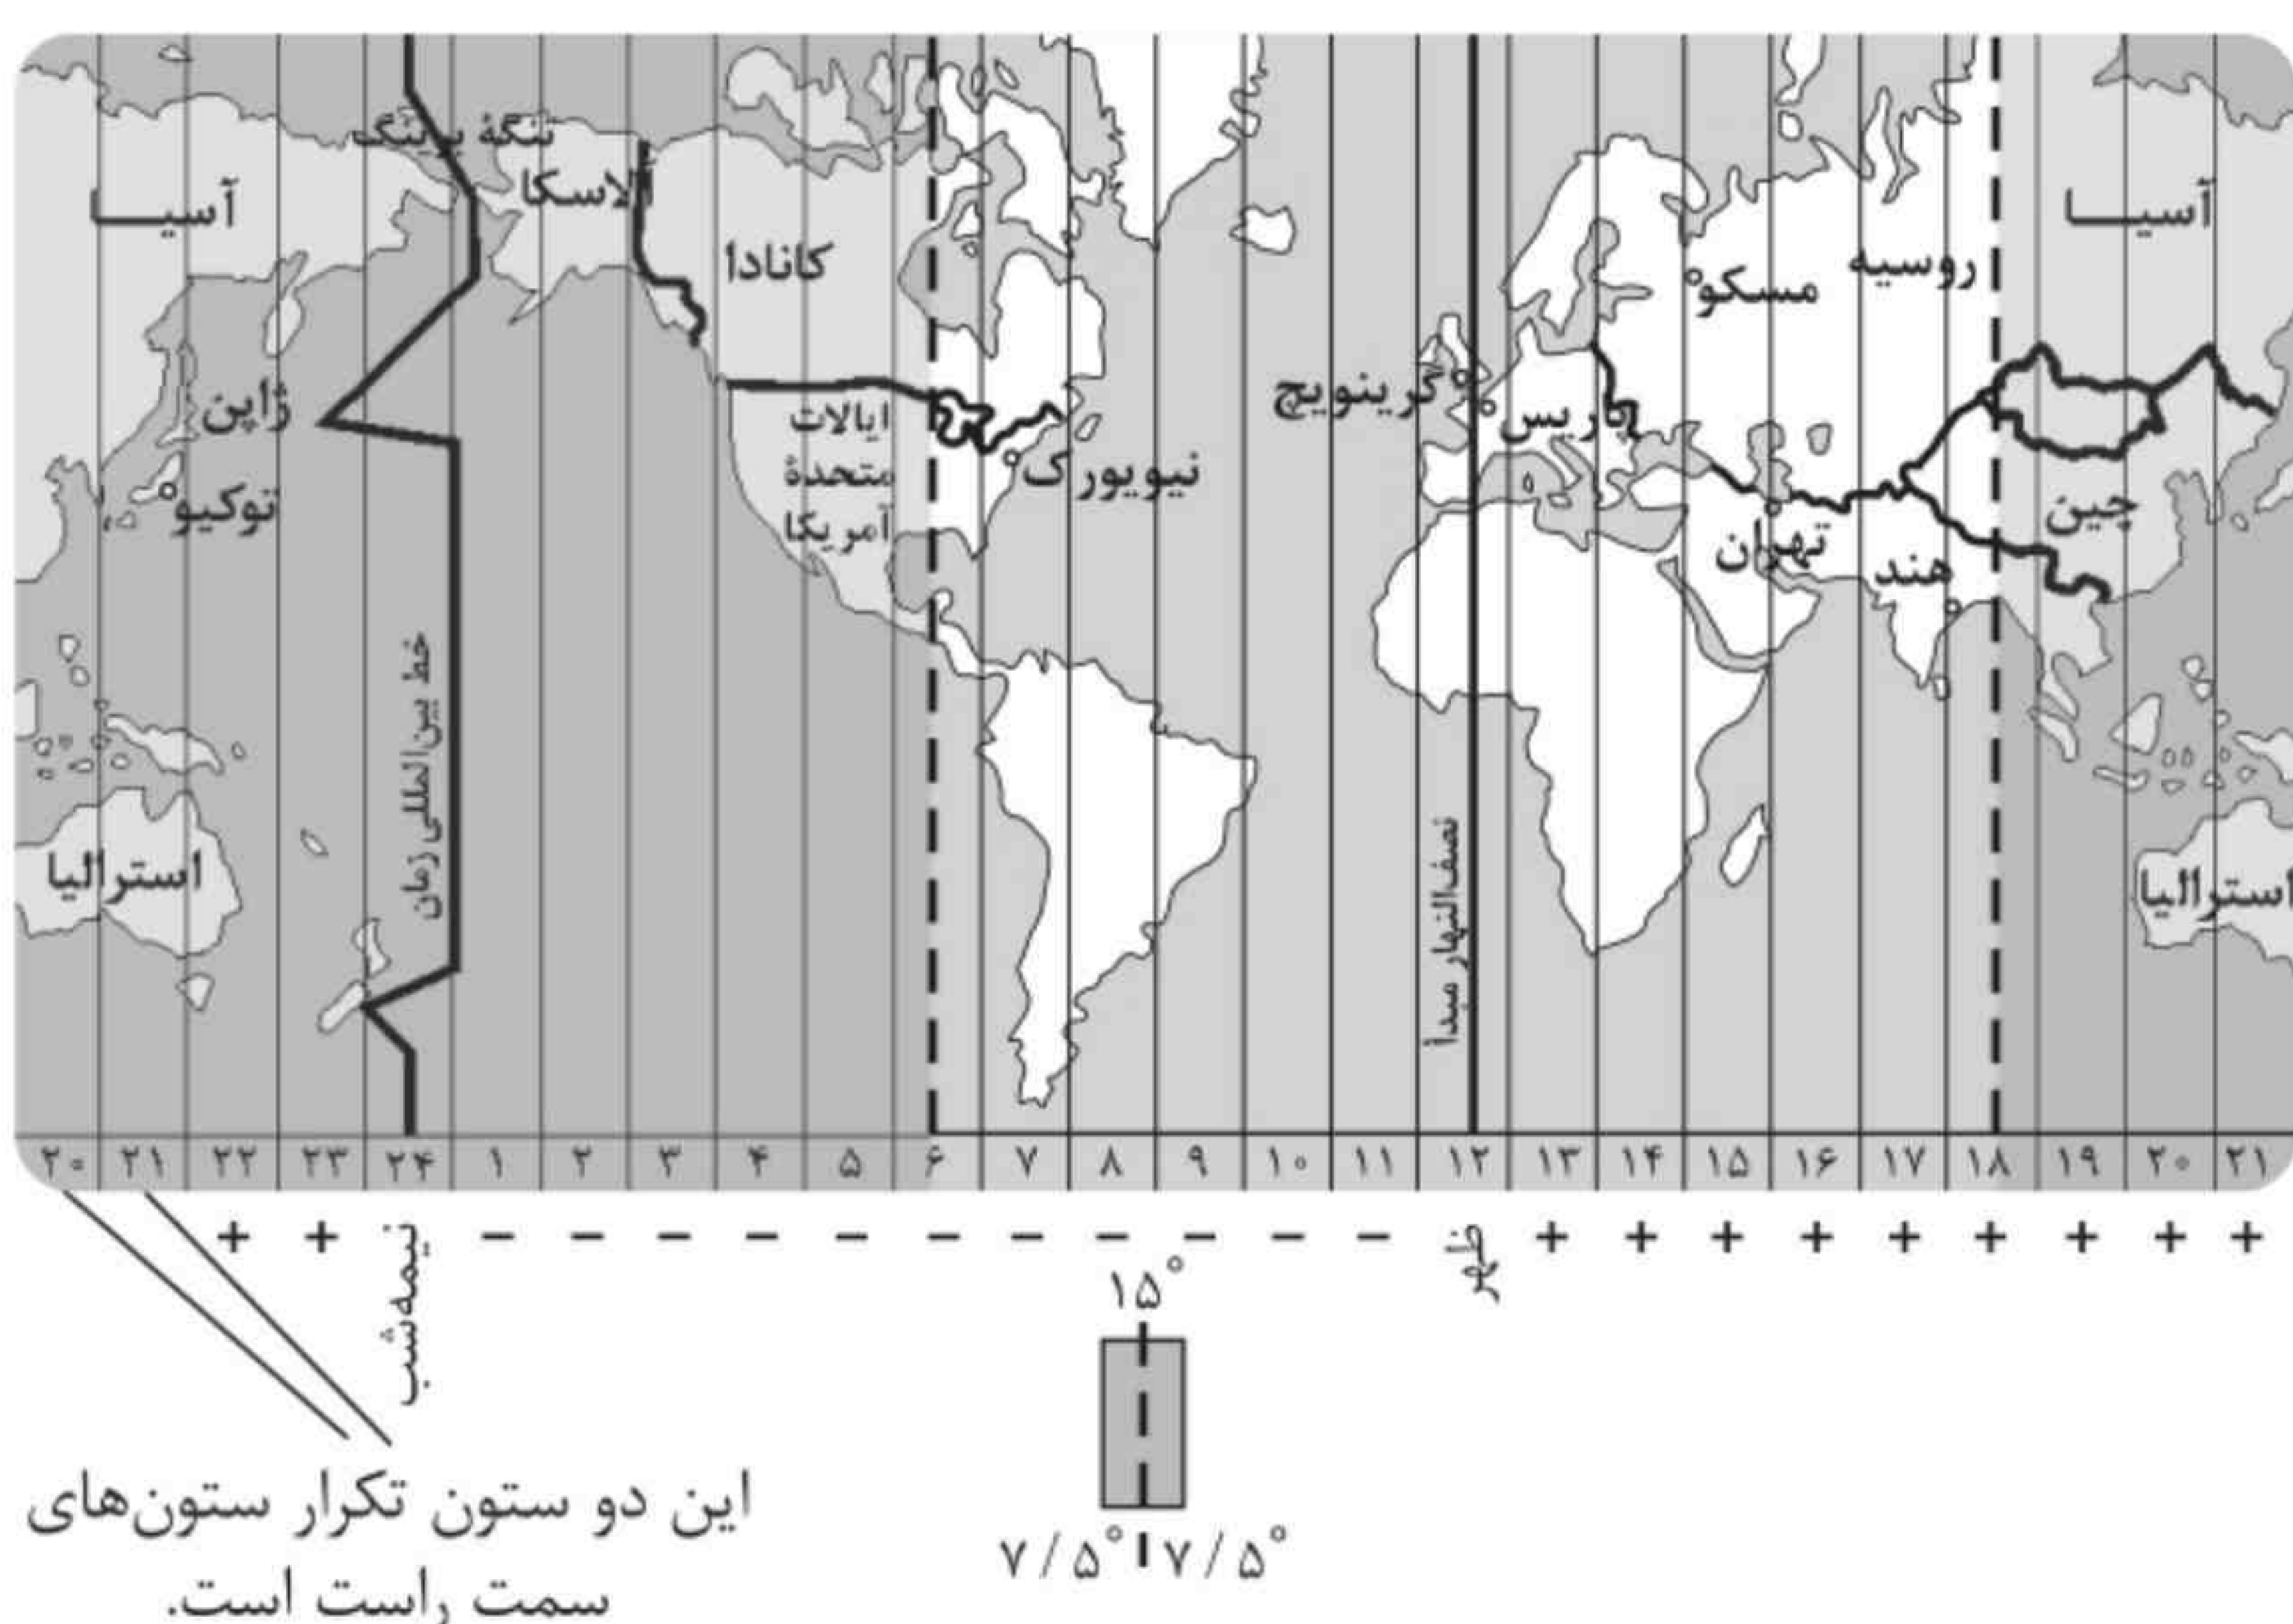 تنگهٔ برینگ
آلاسکا
آسیـــا
آسیـــا
کانادا
روسیه
مسکو
ژاپن
گرینویچ
پاریس
ایالات
متحدهٔ
آمریکا
نیویورک
توکیو
چین
تهران
هند
خط بین‌المللی زمان
نصف‌النهار مبدأ
استرالیا
استرالیا
۲۰ ۲۱ ۲۲ ۲۳ ۲۴ ۱ ۲ ۳ ۴ ۵ ۶ ۷ ۸ ۹ ۱۰ ۱۱ ۱۲ ۱۳ ۱۴ ۱۵ ۱۶ ۱۷ ۱۸ ۱۹ ۲۰ ۲۱
+ + نیمه‌شب − − − − − − − − − − − ظهر + + + + + + + + +
۱۵°
۷/۵° ۷/۵°
این دو ستون تکرار ستون‌های
سمت راست است.